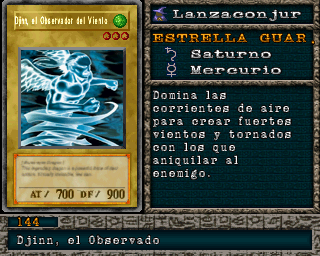 Djinn, el Observador del Viento
AT/ 700 DF/ 900
Lanzaconjur
ESTRELLA GUAR.
Saturno
Mercurio
Domina las
corrientes de aire
para crear fuertes
vientos y tornados
con los que
aniquilar al
enemigo.
144
Djinn, el Observado